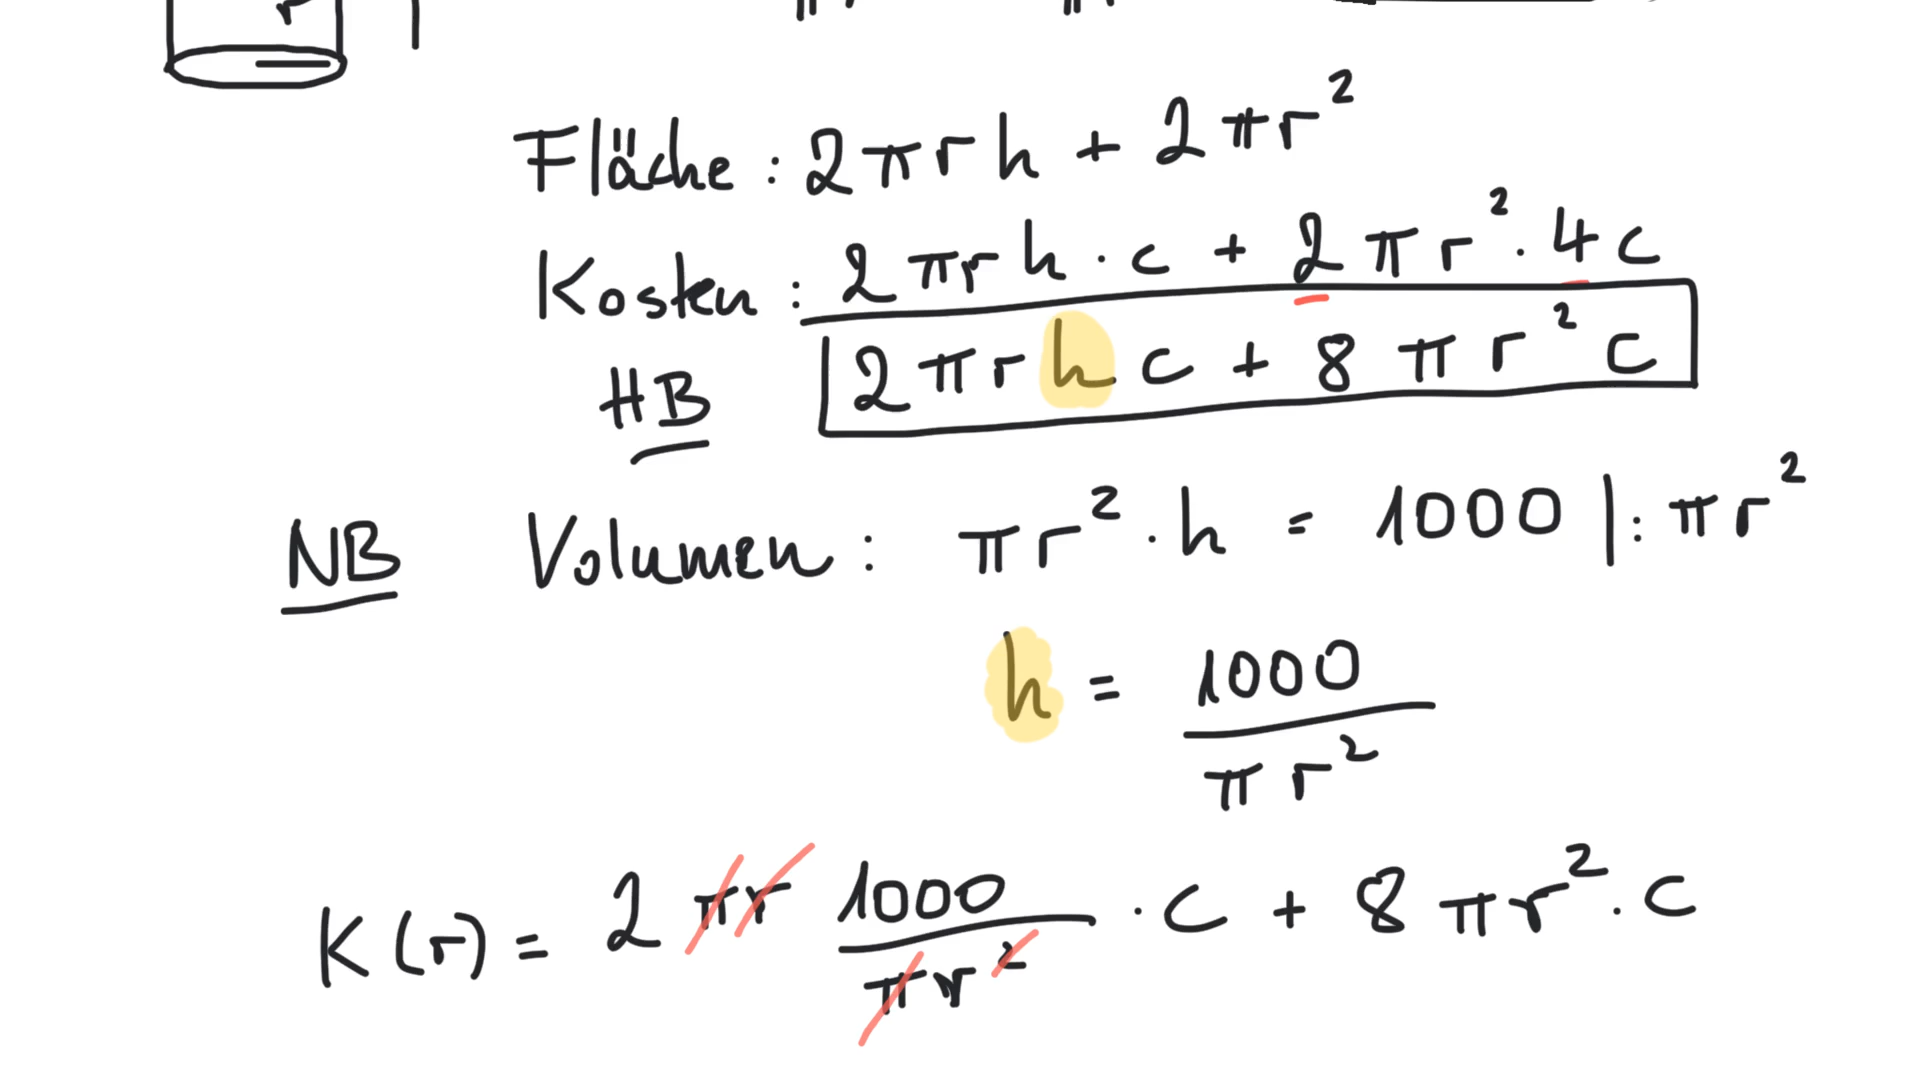 r
Fläche : 2πrh + 2πr²
Kosten : 2πrh · c + 2πr² · 4c
HB 2πrhc + 8πr²c
NB Volumen : πr² · h = 1000 |: πr²
h = 1000 / πr²
K(r) = 2πr 1000 / πr² · c + 8πr² · c